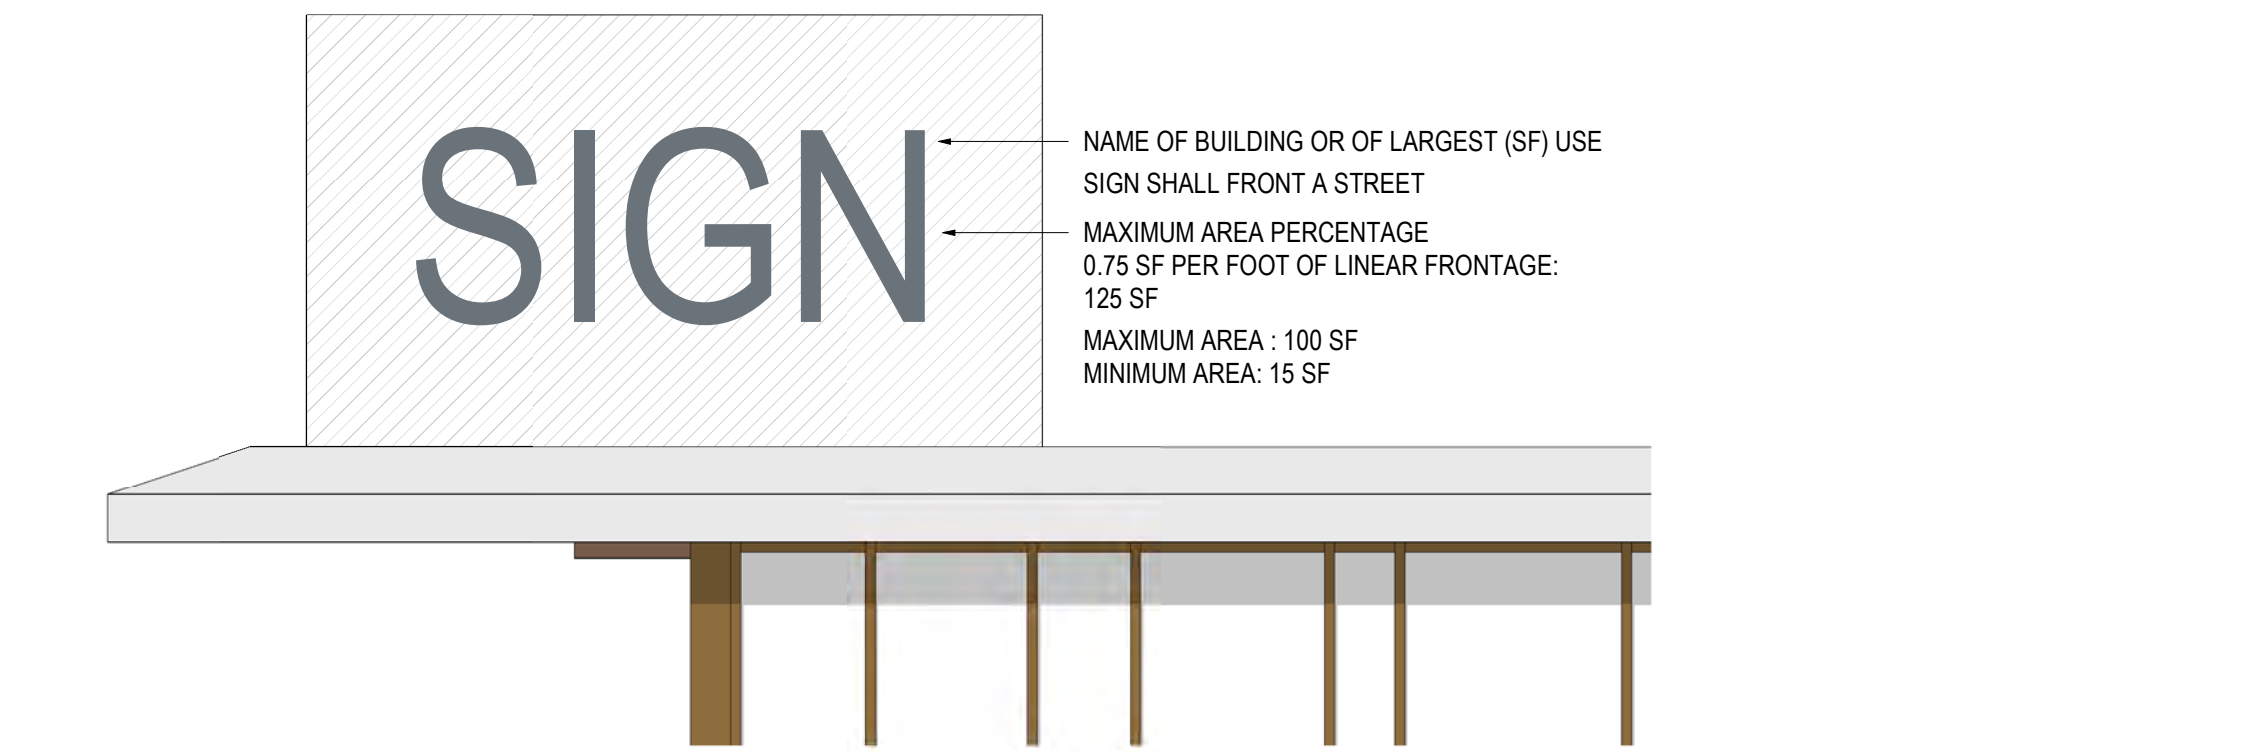 SIGN
NAME OF BUILDING OR OF LARGEST (SF) USE
SIGN SHALL FRONT A STREET
MAXIMUM AREA PERCENTAGE
0.75 SF PER FOOT OF LINEAR FRONTAGE:
125 SF
MAXIMUM AREA : 100 SF
MINIMUM AREA: 15 SF